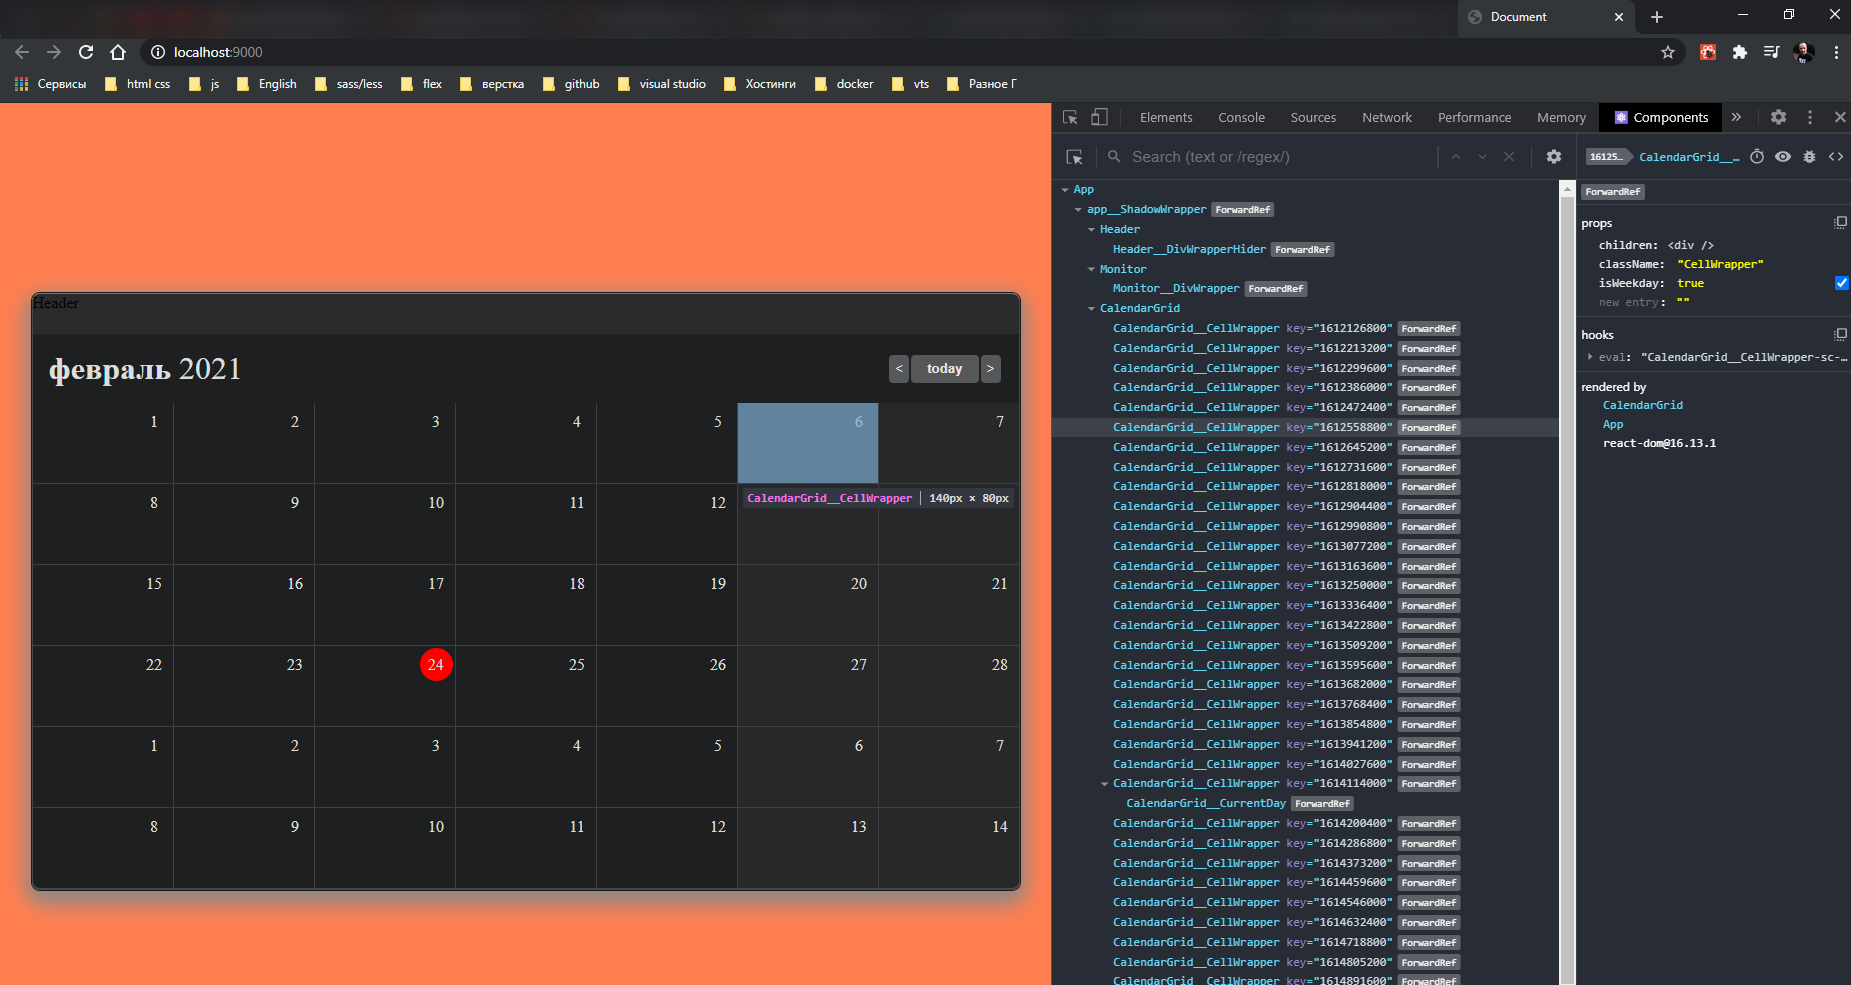 Document
localhost:9000
Сервисы html css js English sass/less flex верстка github visual studio Хостинги docker vts Разное Г
Header
февраль 2021
< today >
1 2 3 4 5 6 7
CalendarGrid__CellWrapper 140px × 80px
8 9 10 11 12
15 16 17 18 19 20 21
22 23 24 25 26 27 28
1 2 3 4 5 6 7
8 9 10 11 12 13 14
Elements Console Sources Network Performance Memory Components »
Search (text or /regex/)
App
app__ShadowWrapper ForwardRef
Header
Header__DivWrapperHider ForwardRef
Monitor
Monitor__DivWrapper ForwardRef
CalendarGrid
CalendarGrid__CellWrapper key="1612126800" ForwardRef
CalendarGrid__CellWrapper key="1612213200" ForwardRef
CalendarGrid__CellWrapper key="1612299600" ForwardRef
CalendarGrid__CellWrapper key="1612386000" ForwardRef
CalendarGrid__CellWrapper key="1612472400" ForwardRef
CalendarGrid__CellWrapper key="1612558800" ForwardRef
CalendarGrid__CellWrapper key="1612645200" ForwardRef
CalendarGrid__CellWrapper key="1612731600" ForwardRef
CalendarGrid__CellWrapper key="1612818000" ForwardRef
CalendarGrid__CellWrapper key="1612904400" ForwardRef
CalendarGrid__CellWrapper key="1612990800" ForwardRef
CalendarGrid__CellWrapper key="1613077200" ForwardRef
CalendarGrid__CellWrapper key="1613163600" ForwardRef
CalendarGrid__CellWrapper key="1613250000" ForwardRef
CalendarGrid__CellWrapper key="1613336400" ForwardRef
CalendarGrid__CellWrapper key="1613422800" ForwardRef
CalendarGrid__CellWrapper key="1613509200" ForwardRef
CalendarGrid__CellWrapper key="1613595600" ForwardRef
CalendarGrid__CellWrapper key="1613682000" ForwardRef
CalendarGrid__CellWrapper key="1613768400" ForwardRef
CalendarGrid__CellWrapper key="1613854800" ForwardRef
CalendarGrid__CellWrapper key="1613941200" ForwardRef
CalendarGrid__CellWrapper key="1614027600" ForwardRef
CalendarGrid__CellWrapper key="1614114000" ForwardRef
CalendarGrid__CurrentDay ForwardRef
CalendarGrid__CellWrapper key="1614200400" ForwardRef
CalendarGrid__CellWrapper key="1614286800" ForwardRef
CalendarGrid__CellWrapper key="1614373200" ForwardRef
CalendarGrid__CellWrapper key="1614459600" ForwardRef
CalendarGrid__CellWrapper key="1614546000" ForwardRef
CalendarGrid__CellWrapper key="1614632400" ForwardRef
CalendarGrid__CellWrapper key="1614718800" ForwardRef
CalendarGrid__CellWrapper key="1614805200" ForwardRef
CalendarGrid__CellWrapper key="1614891600" ForwardRef
16125… CalendarGrid__…
ForwardRef
props
children: <div />
className: "CellWrapper"
isWeekday: true
new entry: ""
hooks
eval: "CalendarGrid__CellWrapper-sc-…
rendered by
CalendarGrid
App
react-dom@16.13.1